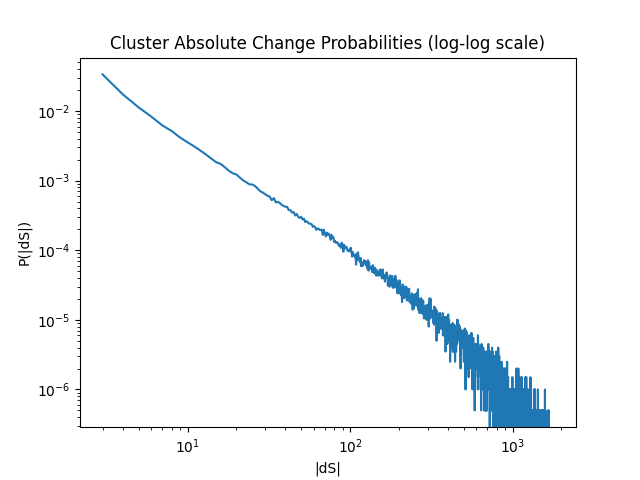 Cluster Absolute Change Probabilities (log-log scale)
P(|dS|)
10⁻²
10⁻³
10⁻⁴
10⁻⁵
10⁻⁶
10¹ 10² 10³
|dS|